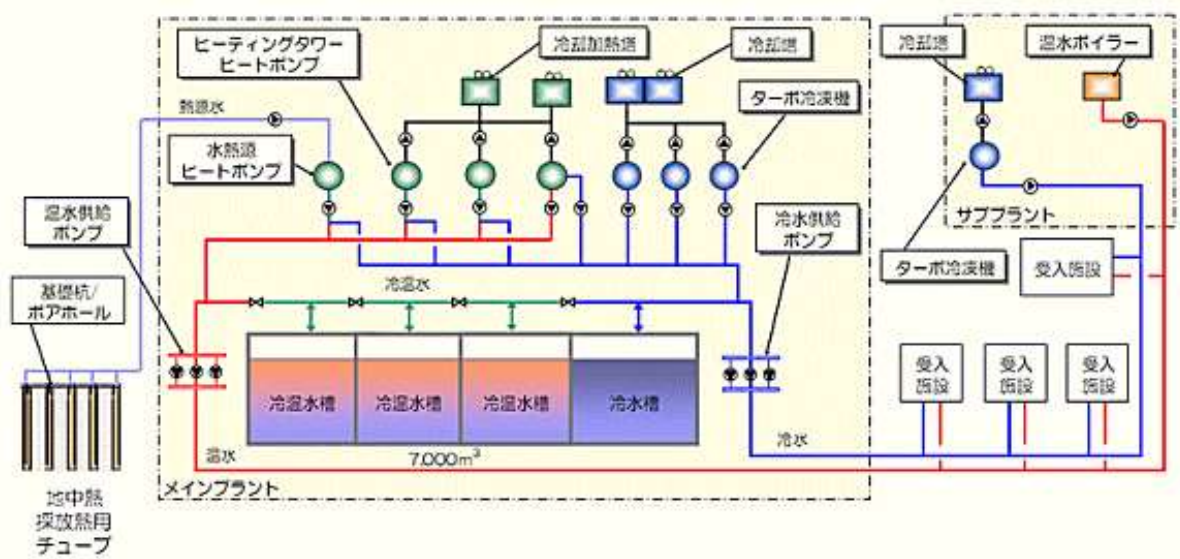 ヒーティングタワー
ヒートポンプ
冷却加熱塔
冷却塔
冷却塔
温水ボイラー
熱源水
ターボ冷凍機
水熱源
ヒートポンプ
温水供給
ポンプ
冷水供給
ポンプ
サブプラント
ターボ冷凍機
受入施設
基礎杭/
ボアホール
冷温水
受入
施設
受入
施設
受入
施設
冷温水槽
冷温水槽
冷温水槽
冷水槽
温水
7,000m³
冷水
メインプラント
地中熱
採放熱用
チューブ